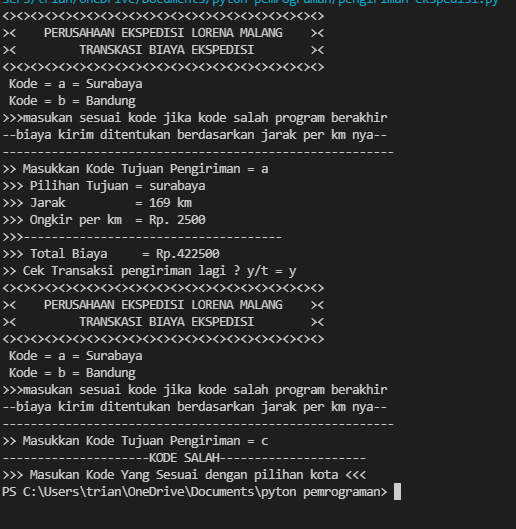 sers/trian/OneDrive/Documents/pyton pemrograman/pengiriman ekspedisi.py
<><><><><><><><><><><><><><><><><><><><><><><>
><    PERUSAHAAN EKSPEDISI LORENA MALANG    ><
><         TRANSKASI BIAYA EKSPEDISI        ><
<><><><><><><><><><><><><><><><><><><><><><><>
Kode = a = Surabaya
Kode = b = Bandung
>>>masukan sesuai kode jika kode salah program berakhir
--biaya kirim ditentukan berdasarkan jarak per km nya--
--------------------------------------------------------
>> Masukkan Kode Tujuan Pengiriman = a
>>> Pilihan Tujuan = surabaya
>>> Jarak          = 169 km
>>> Ongkir per km  = Rp. 2500
>>>---------------------------------
>>> Total Biaya     = Rp.422500
>> Cek Transaksi pengiriman lagi ? y/t = y
<><><><><><><><><><><><><><><><><><><><><><><>
><    PERUSAHAAN EKSPEDISI LORENA MALANG    ><
><         TRANSKASI BIAYA EKSPEDISI        ><
<><><><><><><><><><><><><><><><><><><><><><><>
Kode = a = Surabaya
Kode = b = Bandung
>>>masukan sesuai kode jika kode salah program berakhir
--biaya kirim ditentukan berdasarkan jarak per km nya--
--------------------------------------------------------
>> Masukkan Kode Tujuan Pengiriman = c
---------------------KODE SALAH---------------------
>>> Masukan Kode Yang Sesuai dengan pilihan kota <<<
PS C:\Users\trian\OneDrive\Documents\pyton pemrograman>